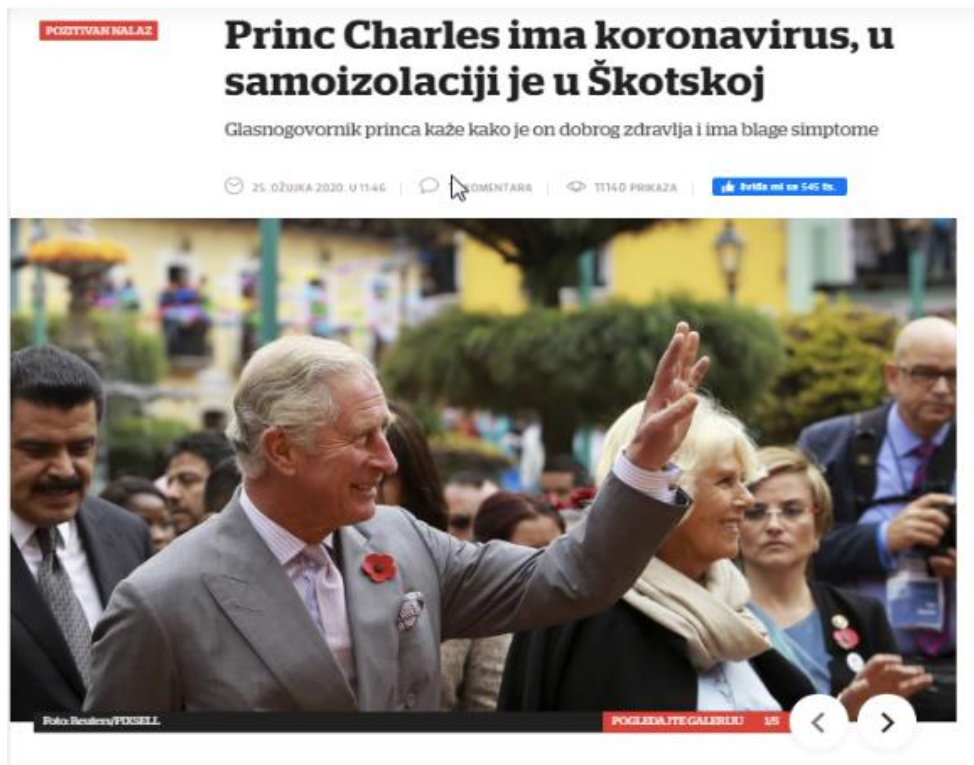 POZITIVAN NALAZ
Princ Charles ima koronavirus, u
samoizolaciji je u Škotskoj
Glasnogovornik princa kaže kako je on dobrog zdravlja i ima blage simptome
25. OŽUJKA 2020. U 11:46 | OMENTARA | 11140 PRIKAZA | Sviđa mi se 545 tis.
Foto: Reuters/PIXSELL
POGLEDAJTE GALERIJU 1/5